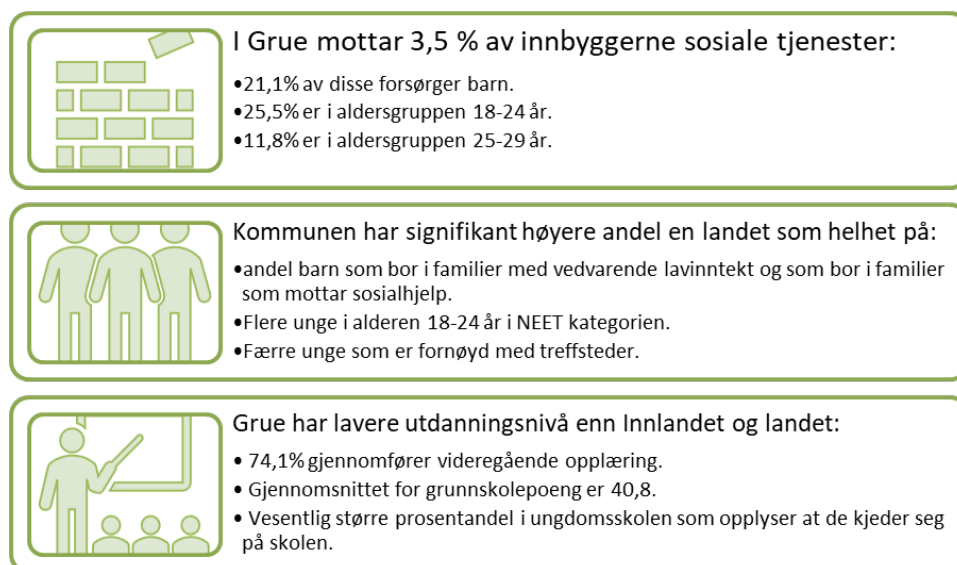 I Grue mottar 3,5 % av innbyggerne sosiale tjenester:
•21,1% av disse forsørger barn.
•25,5% er i aldersgruppen 18-24 år.
•11,8% er i aldersgruppen 25-29 år.
Kommunen har signifikant høyere andel en landet som helhet på:
•andel barn som bor i familier med vedvarende lavinntekt og som bor i familier
som mottar sosialhjelp.
•Flere unge i alderen 18-24 år i NEET kategorien.
•Færre unge som er fornøyd med treffsteder.
Grue har lavere utdanningsnivå enn Innlandet og landet:
• 74,1% gjennomfører videregående opplæring.
• Gjennomsnittet for grunnskolepoeng er 40,8.
• Vesentlig større prosentandel i ungdomsskolen som opplyser at de kjeder seg
på skolen.